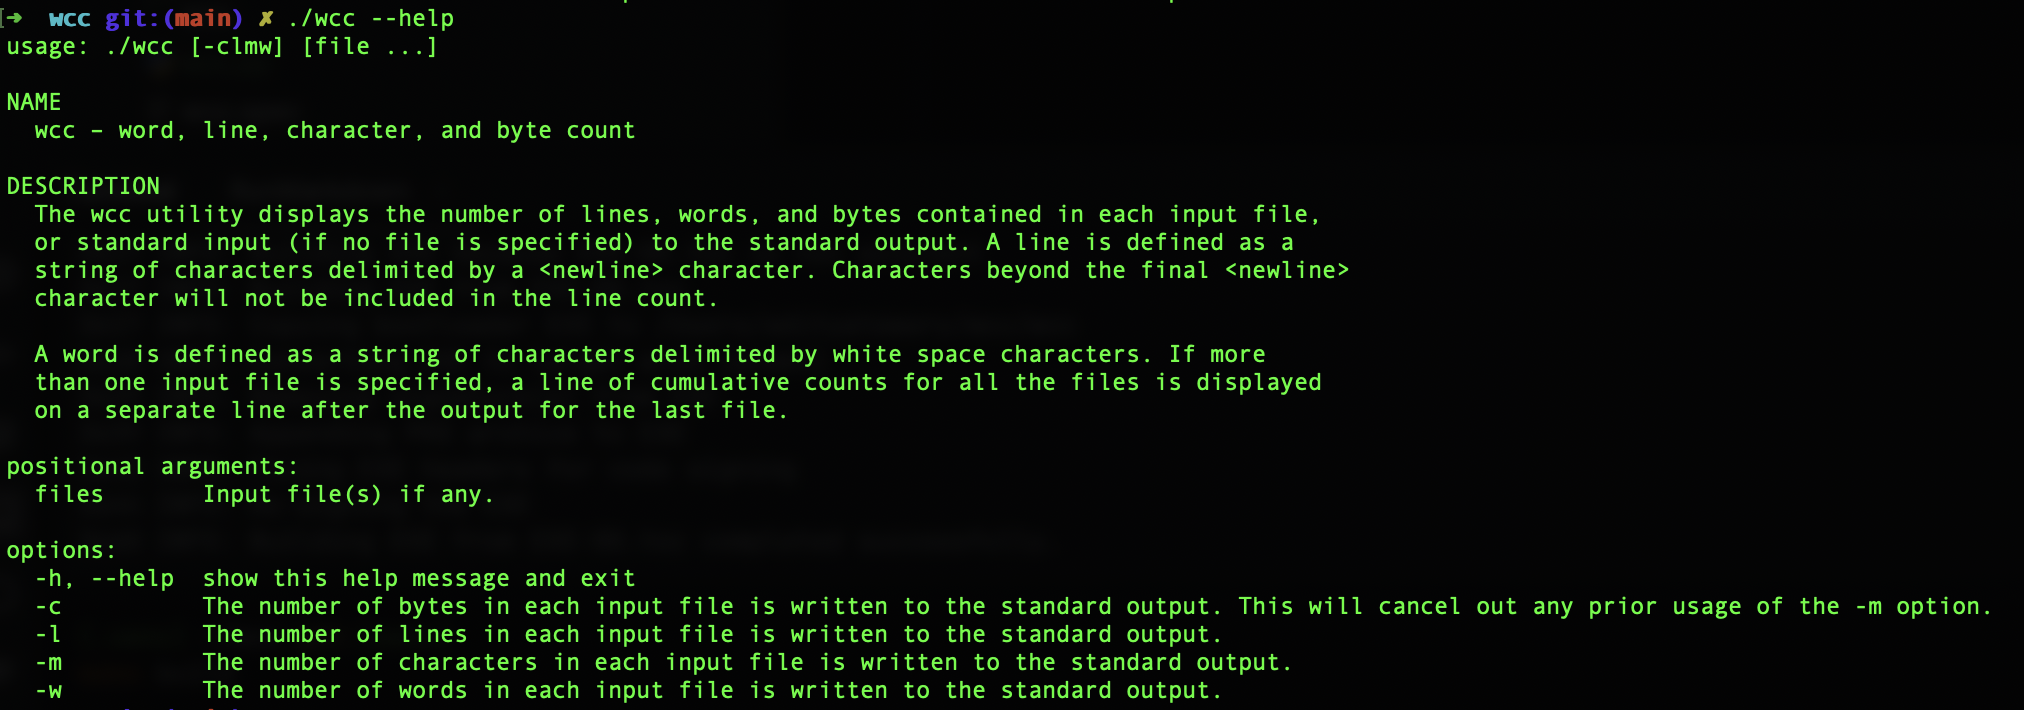 [➜  wcc git:(main) ✗ ./wcc --help
usage: ./wcc [-clmw] [file ...]
NAME
wcc – word, line, character, and byte count
DESCRIPTION
The wcc utility displays the number of lines, words, and bytes contained in each input file,
or standard input (if no file is specified) to the standard output. A line is defined as a
string of characters delimited by a <newline> character. Characters beyond the final <newline>
character will not be included in the line count.
A word is defined as a string of characters delimited by white space characters. If more
than one input file is specified, a line of cumulative counts for all the files is displayed
on a separate line after the output for the last file.
positional arguments:
files       Input file(s) if any.
options:
-h, --help  show this help message and exit
-c          The number of bytes in each input file is written to the standard output. This will cancel out any prior usage of the -m option.
-l          The number of lines in each input file is written to the standard output.
-m          The number of characters in each input file is written to the standard output.
-w          The number of words in each input file is written to the standard output.